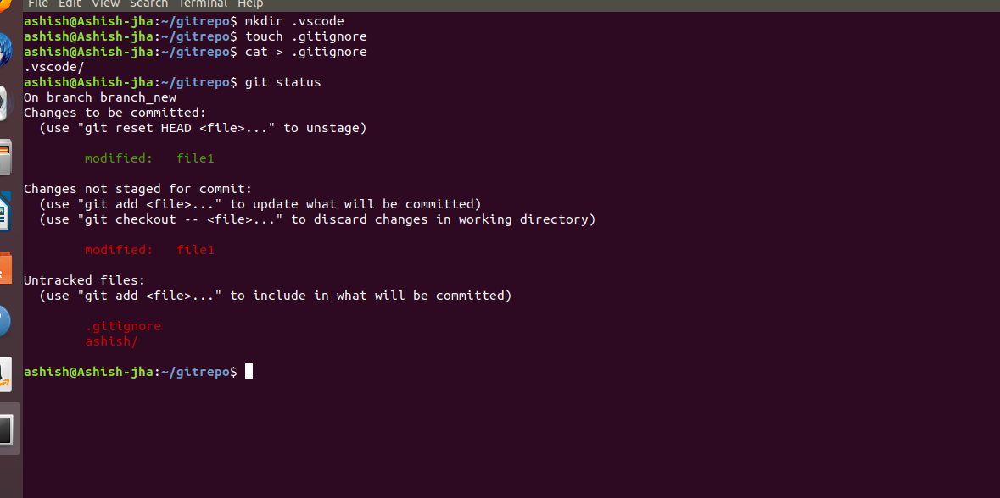 File Edit View Search Terminal Help
ashish@Ashish-jha:~/gitrepo$ mkdir .vscode
ashish@Ashish-jha:~/gitrepo$ touch .gitignore
ashish@Ashish-jha:~/gitrepo$ cat > .gitignore
.vscode/
ashish@Ashish-jha:~/gitrepo$ git status
On branch branch_new
Changes to be committed:
  (use "git reset HEAD <file>..." to unstage)
        modified:   file1
Changes not staged for commit:
  (use "git add <file>..." to update what will be committed)
  (use "git checkout -- <file>..." to discard changes in working directory)
        modified:   file1
Untracked files:
  (use "git add <file>..." to include in what will be committed)
        .gitignore
        ashish/
ashish@Ashish-jha:~/gitrepo$